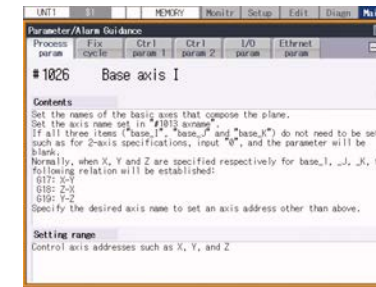 UNT1 S1 MEMORY Monitr Setup Edit Diagn Ma
Parameter/Alarm Guidance
Process param Fix cycle Ctrl param 1 Ctrl param 2 I/O param Ethrnet param
#1026 Base axis I
Contents
Set the names of the basic axes that compose the plane.
Set the axis name set in "#1013 axname".
If all three items ("base_I", "base_J" and "base_K") do not need to be se
such as for 2-axis specifications, input "0", and the parameter will be
blank.
Normally, when X, Y and Z are specified respectively for base_I, _J, _K,
following relation will be established:
G17: X-Y
G18: Z-X
G19: Y-Z
Specify the desired axis name to set an axis address other than above.
Setting range
Control axis addresses such as X, Y, and Z